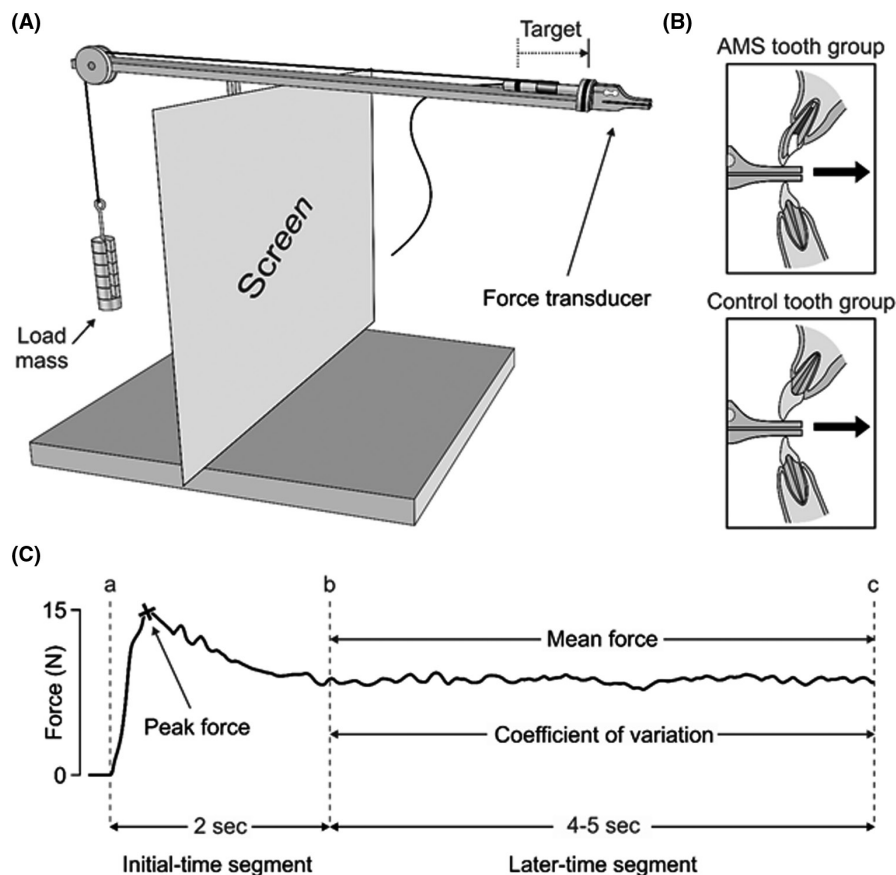 (A)
Target
Screen
Load
mass
Force transducer
(B)
AMS tooth group
Control tooth group
(C)
a
b
c
15
Force (N)
0
Peak force
Mean force
Coefficient of variation
2 sec
4-5 sec
Initial-time segment
Later-time segment